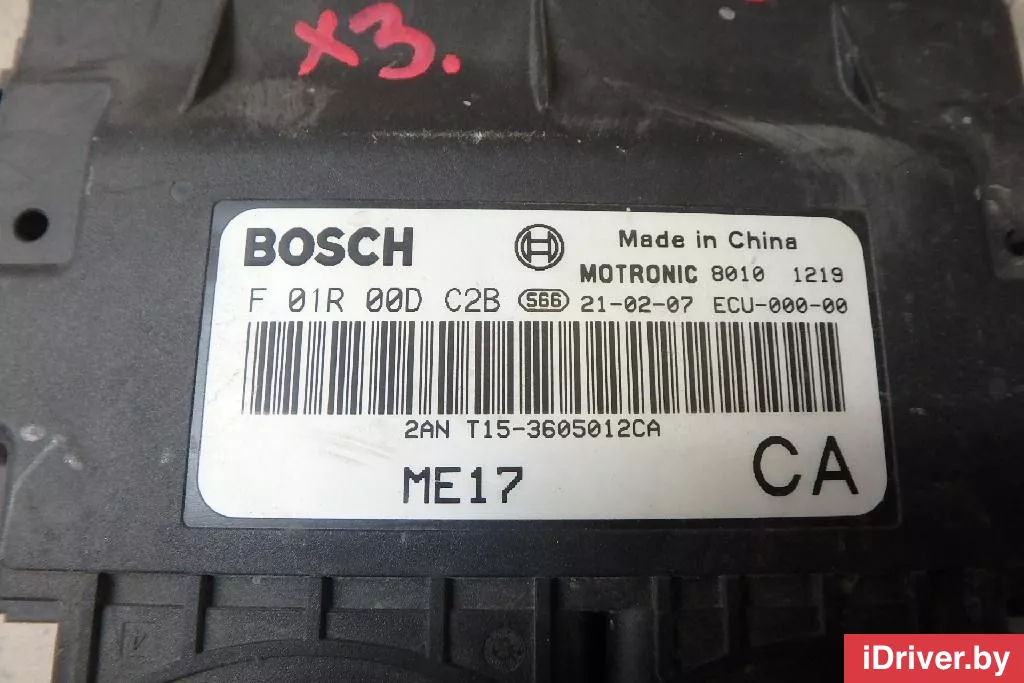 x3.
BOSCH
Made in China
MOTRONIC 8010 1219
F 01R 00D C2B S66 21-02-07 ECU-000-00
2AN T15-3605012CA
ME17
CA
iDriver.by